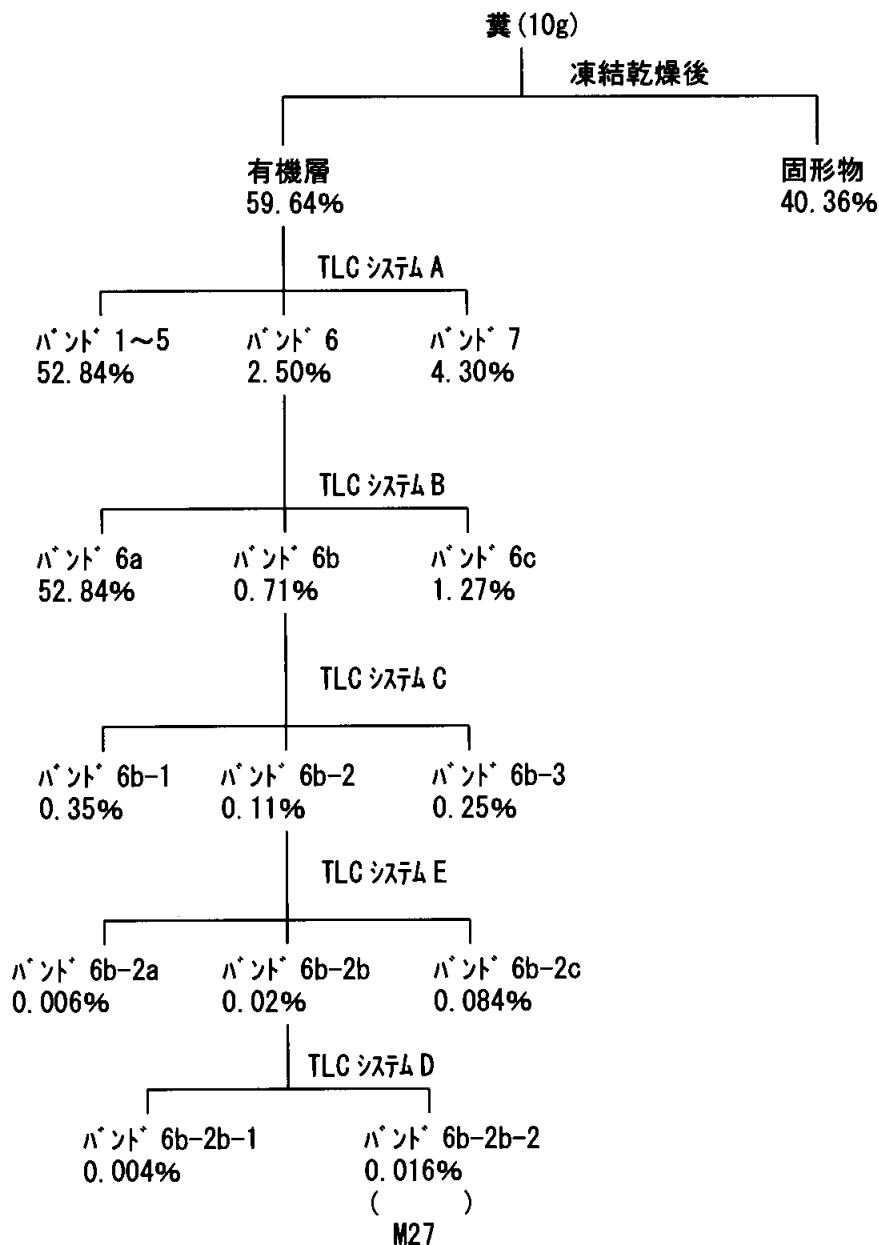 糞(10g)
凍結乾燥後
有機層
59.64%
固形物
40.36%
TLC システム A
バンド 1~5
52.84%
バンド 6
2.50%
バンド 7
4.30%
TLC システム B
バンド 6a
52.84%
バンド 6b
0.71%
バンド 6c
1.27%
TLC システム C
バンド 6b-1
0.35%
バンド 6b-2
0.11%
バンド 6b-3
0.25%
TLC システム E
バンド 6b-2a
0.006%
バンド 6b-2b
0.02%
バンド 6b-2c
0.084%
TLC システム D
バンド 6b-2b-1
0.004%
バンド 6b-2b-2
0.016%
( )
M27